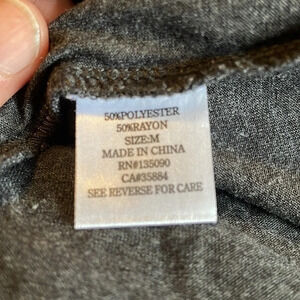 50%POLYESTER
50%RAYON
SIZE:M
MADE IN CHINA
RN#135090
CA#35884
SEE REVERSE FOR CARE